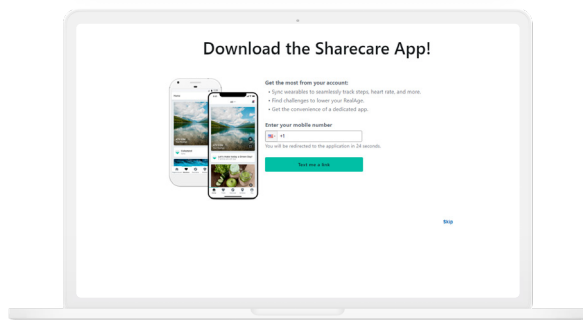 Download the Sharecare App!
Get the most from your account:
• Sync wearables to seamlessly track steps, heart rate, and more.
• Find challenges to lower your RealAge.
• Get the convenience of a dedicated app.
Enter your mobile number
+1
You will be redirected to the application in 24 seconds.
Text me a link
Skip